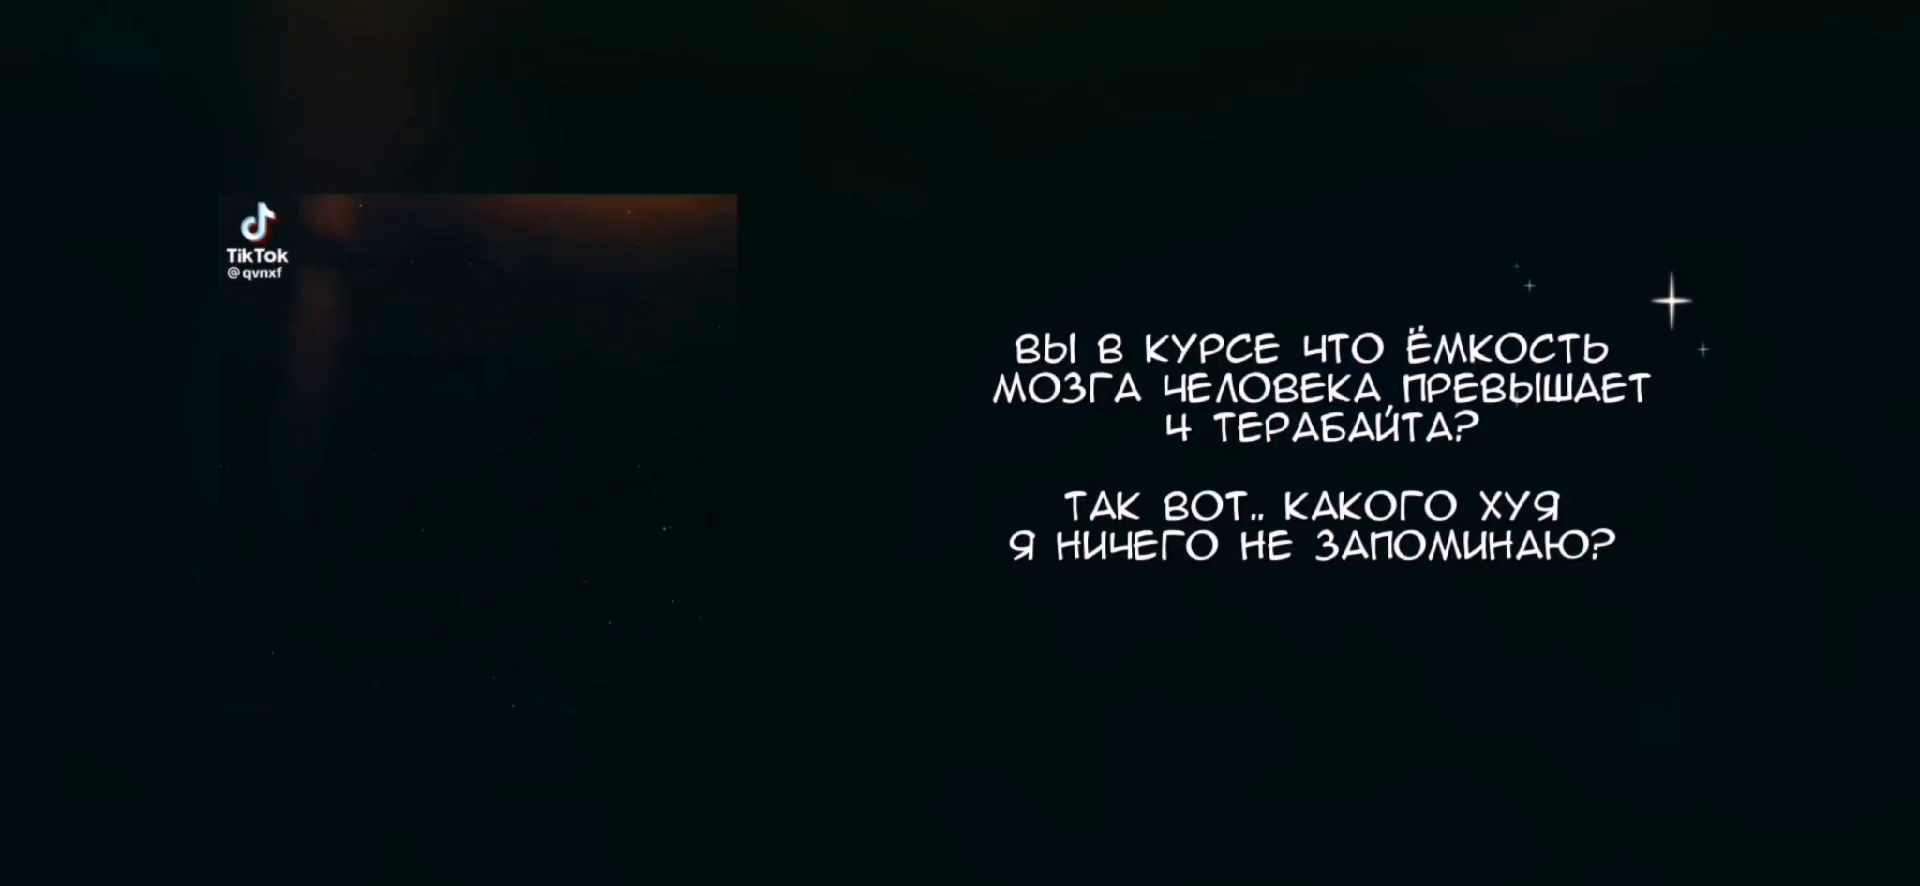 TikTok
@qvnxf
ВЫ В КУРСЕ ЧТО ЁМКОСТЬ
МОЗГА ЧЕЛОВЕКА ПРЕВЫШАЕТ
4 ТЕРАБАЙТА?
ТАК ВОТ.. КАКОГО ХУЯ
Я НИЧЕГО НЕ ЗАПОМИНАЮ?